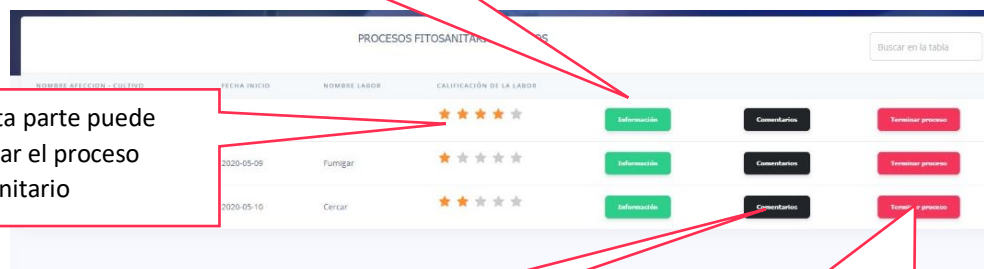 PROCESOS FITOSANITA
OS
Buscar en la tabla
NOMBRE AFECCION - CULTIVO FECHA INICIO NOMBRE LABOR CALIFICACIÓN DE LA LABOR
ta parte puede
ar el proceso
nitario
Información Comentarios Terminar proceso
2020-05-09 Fumigar Información Comentarios Terminar proceso
2020-05-10 Cercar Información Comentarios Terminar proceso